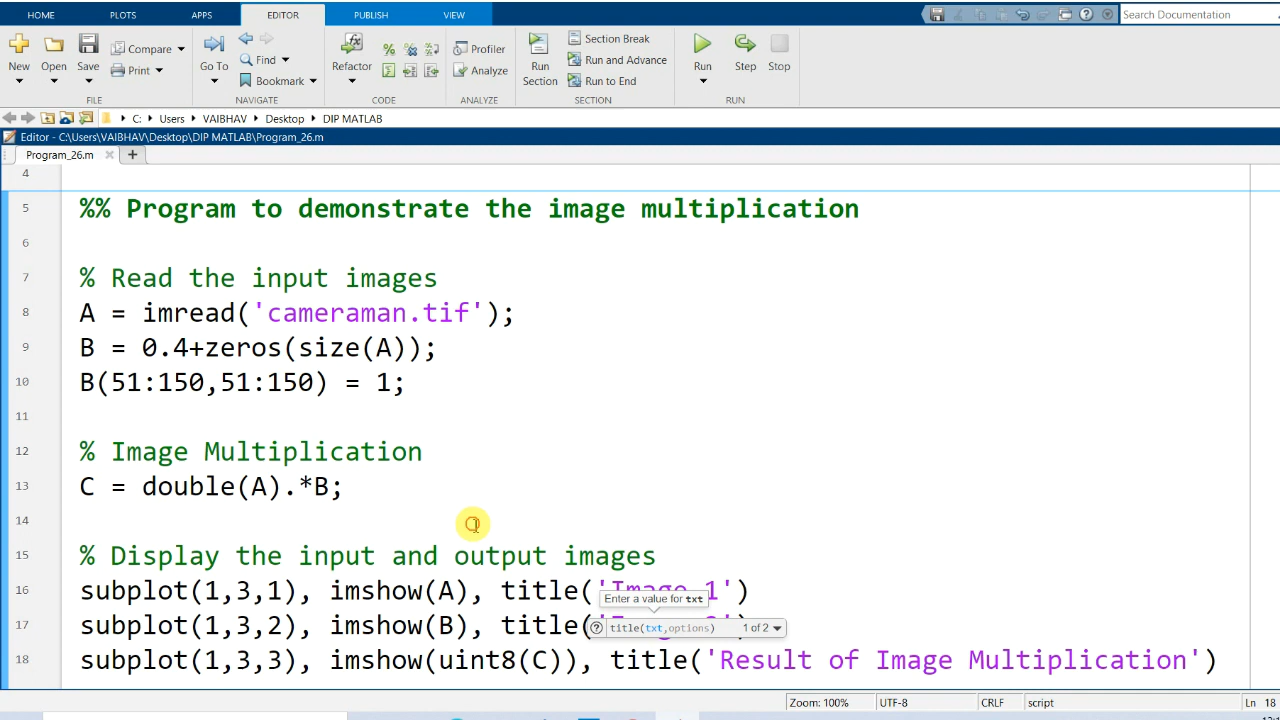 HOME PLOTS APPS EDITOR PUBLISH VIEW Search Documentation
New Open Save Compare Print Go To Find Bookmark Refactor Profiler Analyze Run Section Section Break Run and Advance Run to End Run Step Stop
FILE NAVIGATE CODE ANALYZE SECTION RUN
C: Users VAIBHAV Desktop DIP MATLAB
Editor - C:\Users\VAIBHAV\Desktop\DIP MATLAB\Program_26.m
Program_26.m
4
5 %% Program to demonstrate the image multiplication
6
7 % Read the input images
8 A = imread('cameraman.tif');
9 B = 0.4+zeros(size(A));
10 B(51:150,51:150) = 1;
11
12 % Image Multiplication
13 C = double(A).*B;
14
15 % Display the input and output images
16 subplot(1,3,1), imshow(A), title('Image 1')
Enter a value for txt
17 subplot(1,3,2), imshow(B), title(
title(txt,options) 1 of 2
18 subplot(1,3,3), imshow(uint8(C)), title('Result of Image Multiplication')
Zoom: 100% UTF-8 CRLF script Ln 18